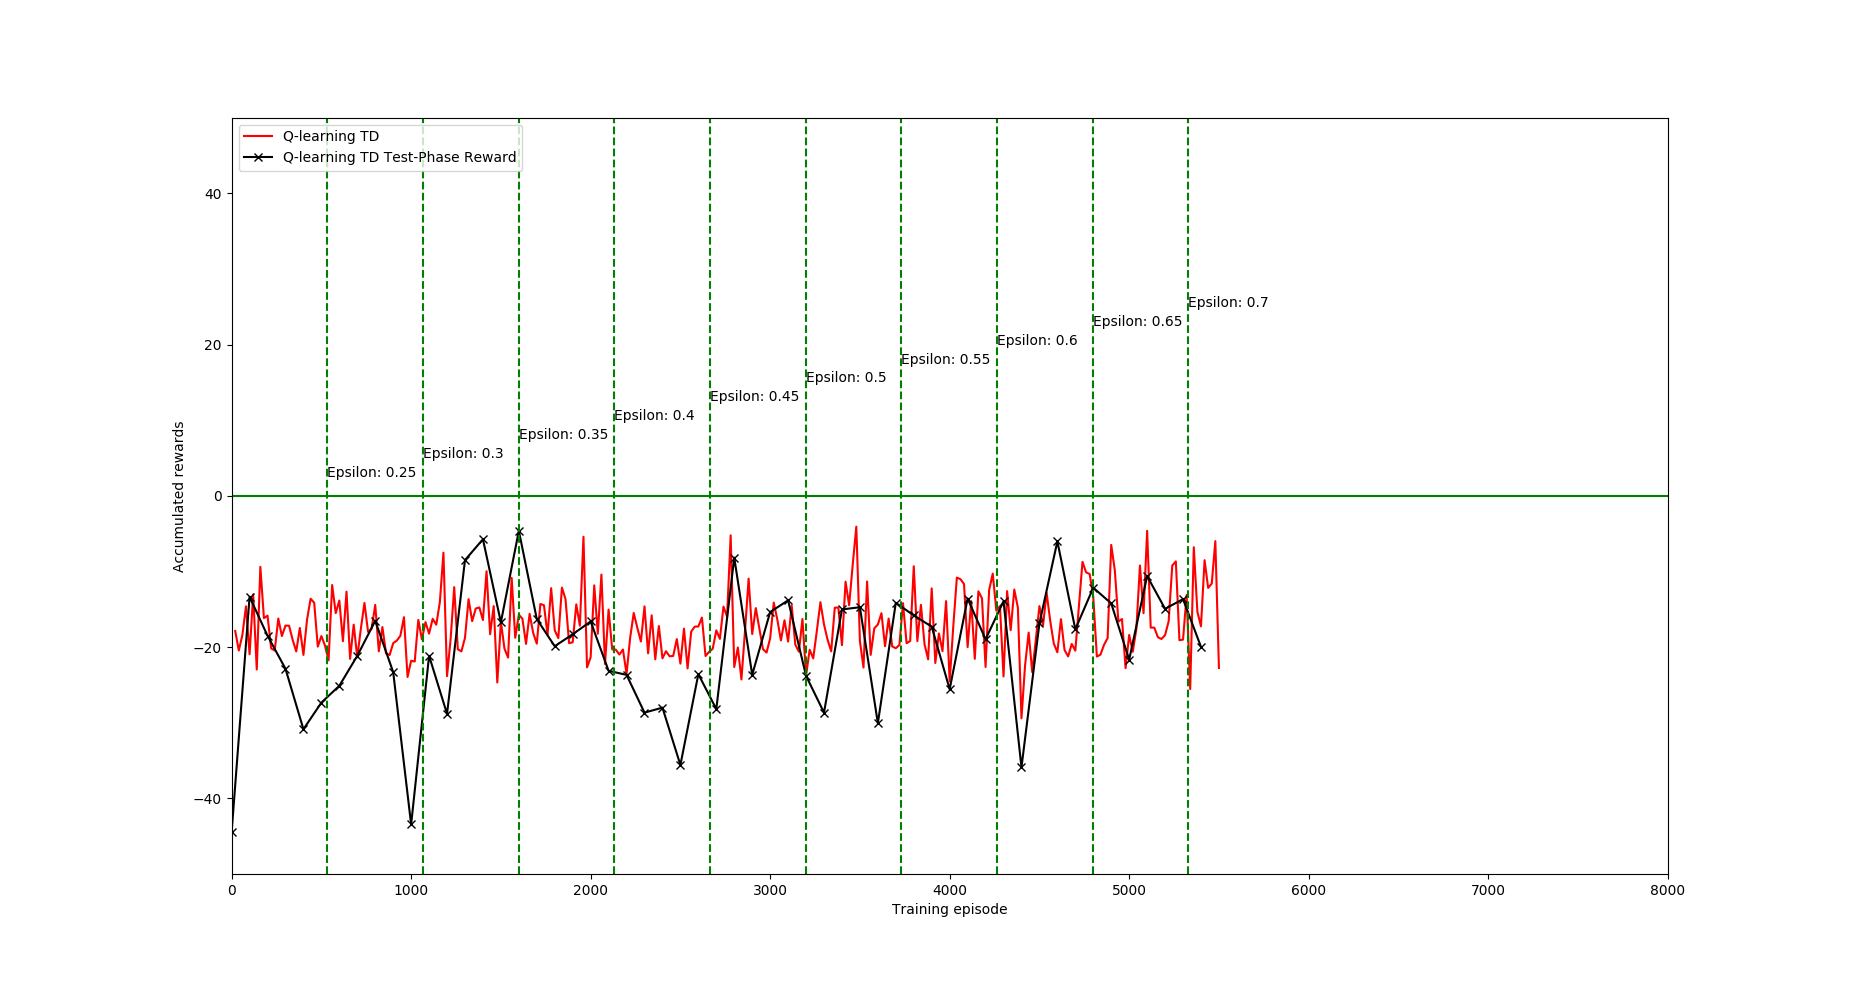 Q-learning TD
Q-learning TD Test-Phase Reward
40
20
0
−20
−40
Accumulated rewards
Epsilon: 0.25
Epsilon: 0.3
Epsilon: 0.35
Epsilon: 0.4
Epsilon: 0.45
Epsilon: 0.5
Epsilon: 0.55
Epsilon: 0.6
Epsilon: 0.65
Epsilon: 0.7
0 1000 2000 3000 4000 5000 6000 7000 8000
Training episode